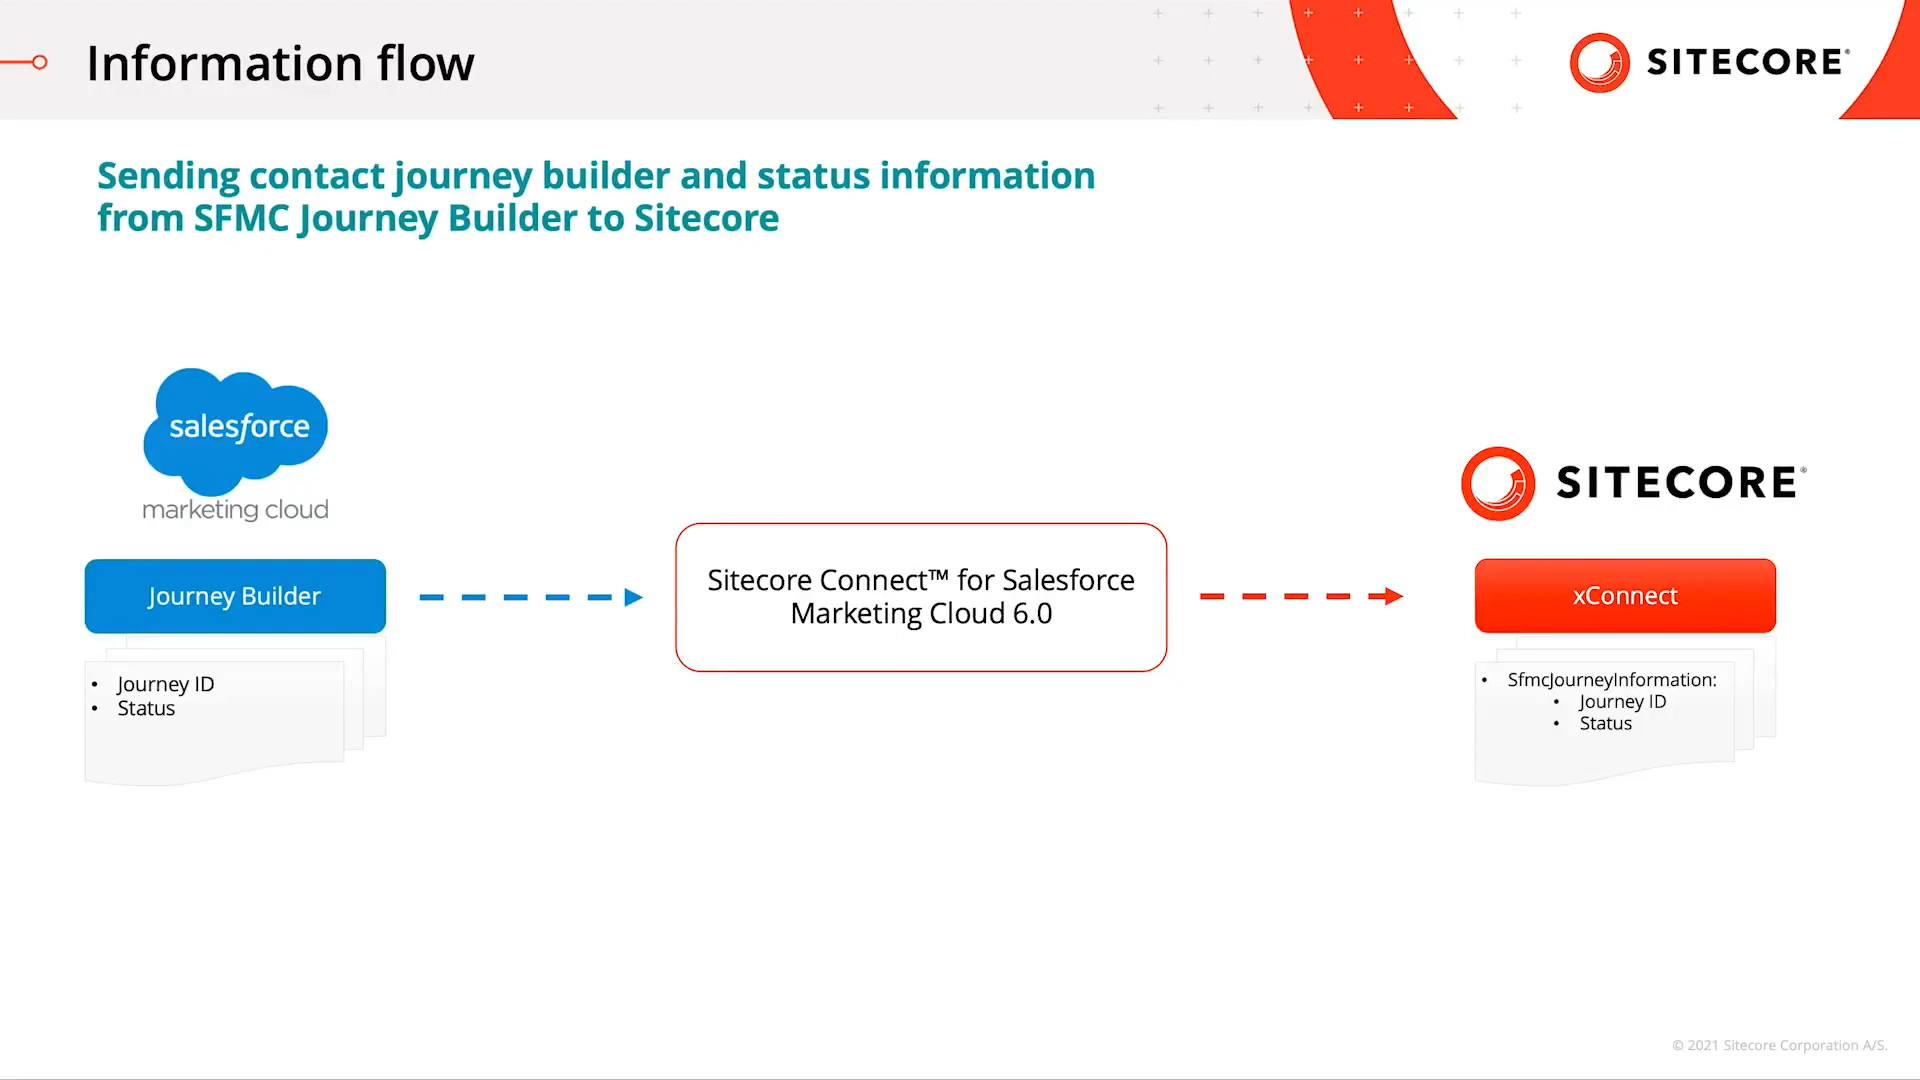 Information flow
SITECORE®
Sending contact journey builder and status information
from SFMC Journey Builder to Sitecore
salesforce
marketing cloud
SITECORE®
Journey Builder
Sitecore Connect™ for Salesforce
Marketing Cloud 6.0
xConnect
• Journey ID
• Status
• SfmcJourneyInformation:
• Journey ID
• Status
© 2021 Sitecore Corporation A/S.